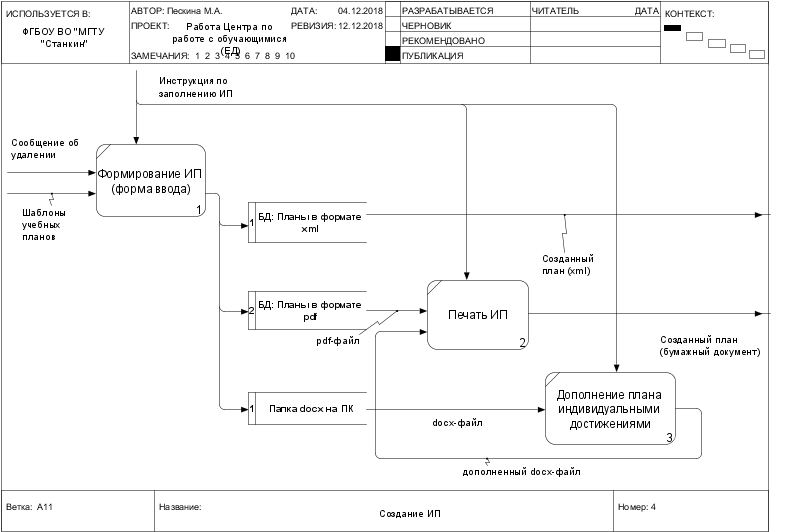 ИСПОЛЬЗУЕТСЯ В:
ФГБОУ ВО "МГТУ
"Станкин"
АВТОР: Пескина М.А.
ДАТА: 04.12.2018
ПРОЕКТ: Работа Центра по
работе с обучающимися
(ЕД)
РЕВИЗИЯ: 12.12.2018
ЗАМЕЧАНИЯ: 1 2 3 4 5 6 7 8 9 10
РАЗРАБАТЫВАЕТСЯ
ЧЕРНОВИК
РЕКОМЕНДОВАНО
ПУБЛИКАЦИЯ
ЧИТАТЕЛЬ ДАТА
КОНТЕКСТ:
Инструкция по
заполнению ИП
Сообщение об
удалении
Шаблоны
учебных
планов
Формирование ИП
(форма ввода)
1
1 БД: Планы в формате
xml
Созданный
план (xml)
2 БД: Планы в формате
pdf
pdf-файл
Печать ИП
2
Созданный план
(бумажный документ)
1 Папка docx на ПК
docx-файл
Дополнение плана
индивидуальными
достижениями
3
дополненный docx-файл
Ветка: A11
Название:
Создание ИП
Номер: 4